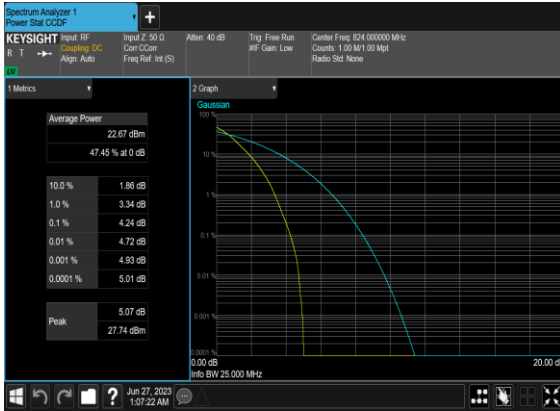 Spectrum Analyzer 1
Power Stat CCDF
KEYSIGHT
R T
LXI
Input: RF
Coupling: DC
Align: Auto
Input Z: 50 Ω
Corr CCorr
Freq Ref: Int (S)
Atten: 40 dB
Trig: Free Run
#IF Gain: Low
Center Freq: 824.000000 MHz
Counts: 1.00 M/1.00 Mpt
Radio Std: None
1 Metrics
Average Power
22.67 dBm
47.45 % at 0 dB
10.0 % 1.86 dB
1.0 % 3.34 dB
0.1 % 4.24 dB
0.01 % 4.72 dB
0.001 % 4.93 dB
0.0001 % 5.01 dB
Peak
5.07 dB
27.74 dBm
2 Graph
Gaussian
100 %
10 %
1 %
0.1 %
0.01 %
0.001 %
0.0001 %
0.00 dB
20.00 d
Info BW 25.000 MHz
?
Jun 27, 2023
1:07:22 AM